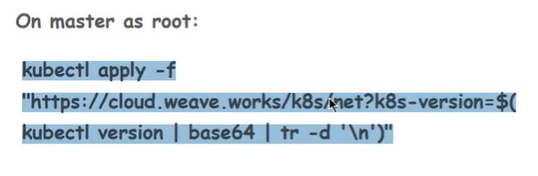 On master as root:
kubectl apply -f
"https://cloud.weave.works/k8s/net?k8s-version=$(
kubectl version | base64 | tr -d '\n')"